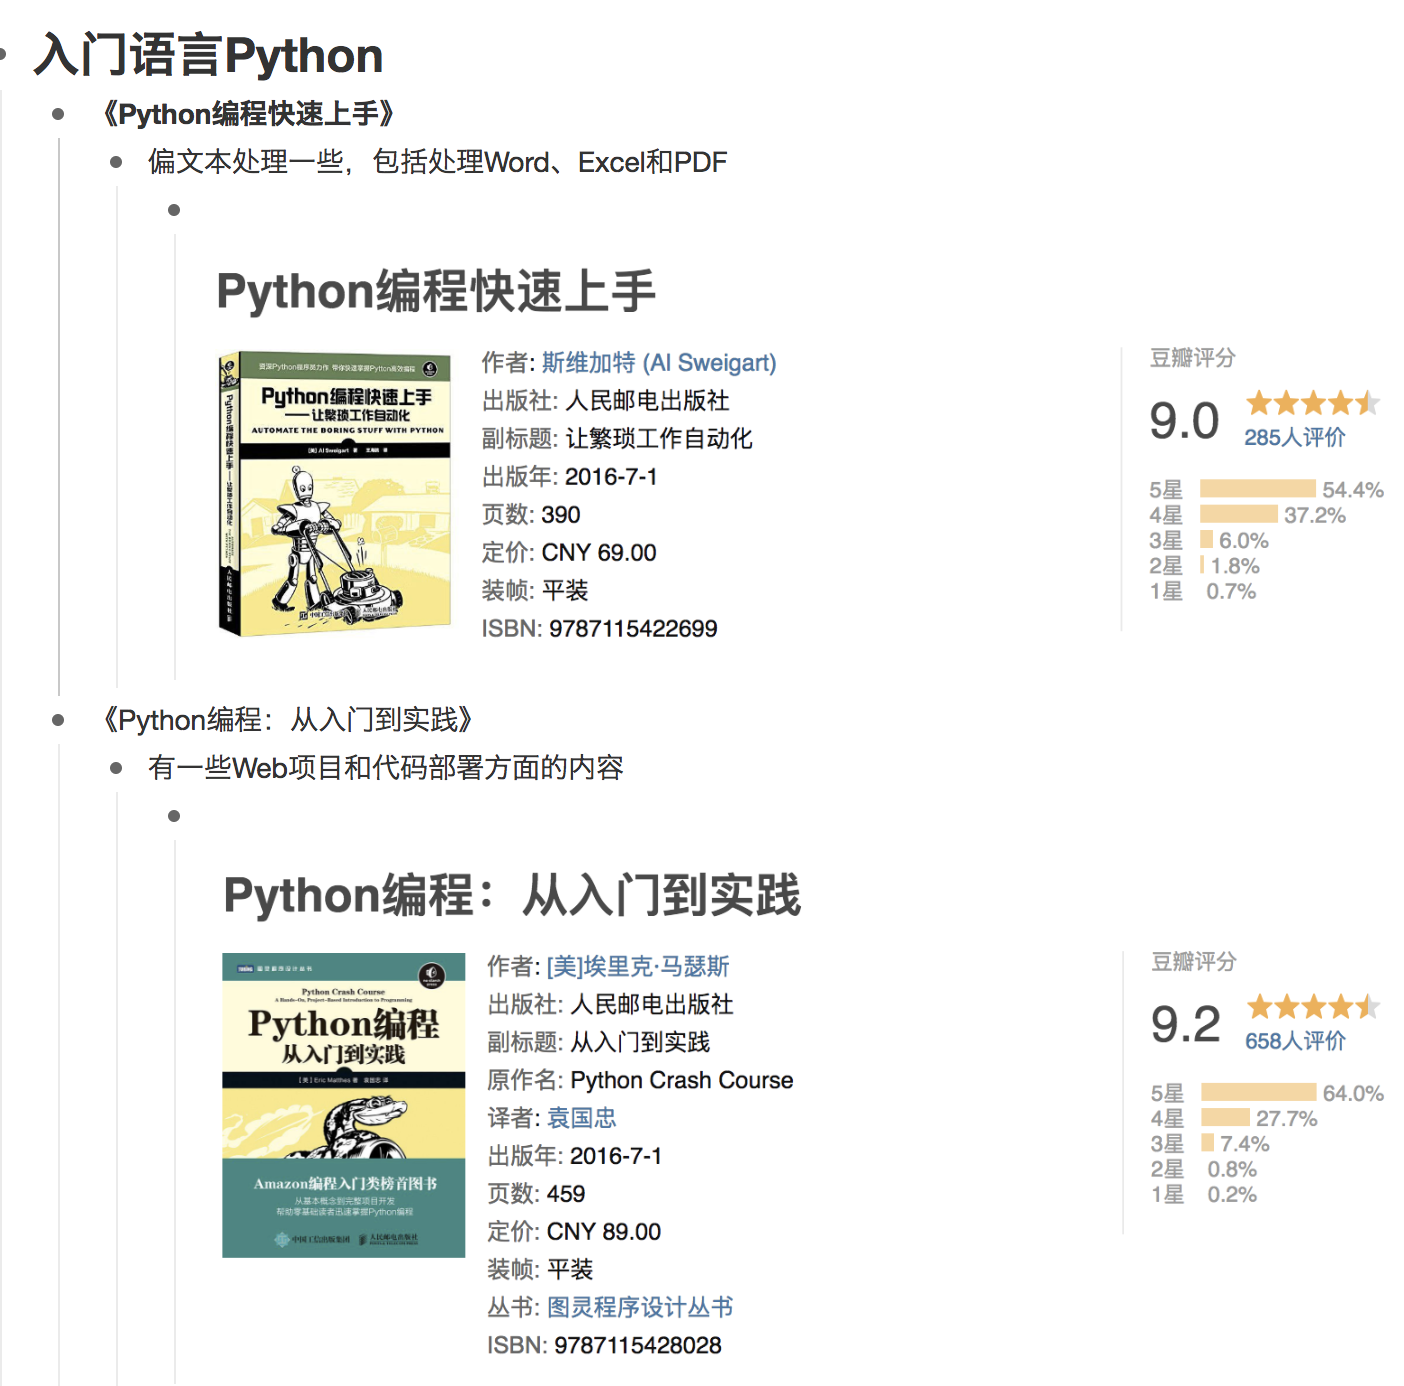 入门语言Python
《Python编程快速上手》
偏文本处理一些，包括处理Word、Excel和PDF
Python编程快速上手
Python编程快速上手
——让繁琐工作自动化
AUTOMATE THE BORING STUFF WITH PYTHON
[美] Al Sweigart 著 王海鹏 译
Python编程快速上手——让繁琐工作自动化
人民邮电出版社
作者: 斯维加特 (Al Sweigart)
出版社: 人民邮电出版社
副标题: 让繁琐工作自动化
出版年: 2016-7-1
页数: 390
定价: CNY 69.00
装帧: 平装
ISBN: 9787115422699
豆瓣评分
9.0
285人评价
5星 54.4%
4星 37.2%
3星 6.0%
2星 1.8%
1星 0.7%
《Python编程：从入门到实践》
有一些Web项目和代码部署方面的内容
Python编程：从入门到实践
图灵程序设计丛书
Python Crash Course
A Hands-On, Project-Based Introduction to Programming
Python编程
从入门到实践
[美] Eric Matthes 著 袁国忠 译
Amazon编程入门类榜首图书
从基本概念到完整项目开发
帮助零基础读者迅速掌握Python编程
中国工信出版集团 人民邮电出版社
作者: [美]埃里克·马瑟斯
出版社: 人民邮电出版社
副标题: 从入门到实践
原作名: Python Crash Course
译者: 袁国忠
出版年: 2016-7-1
页数: 459
定价: CNY 89.00
装帧: 平装
丛书: 图灵程序设计丛书
ISBN: 9787115428028
豆瓣评分
9.2
658人评价
5星 64.0%
4星 27.7%
3星 7.4%
2星 0.8%
1星 0.2%